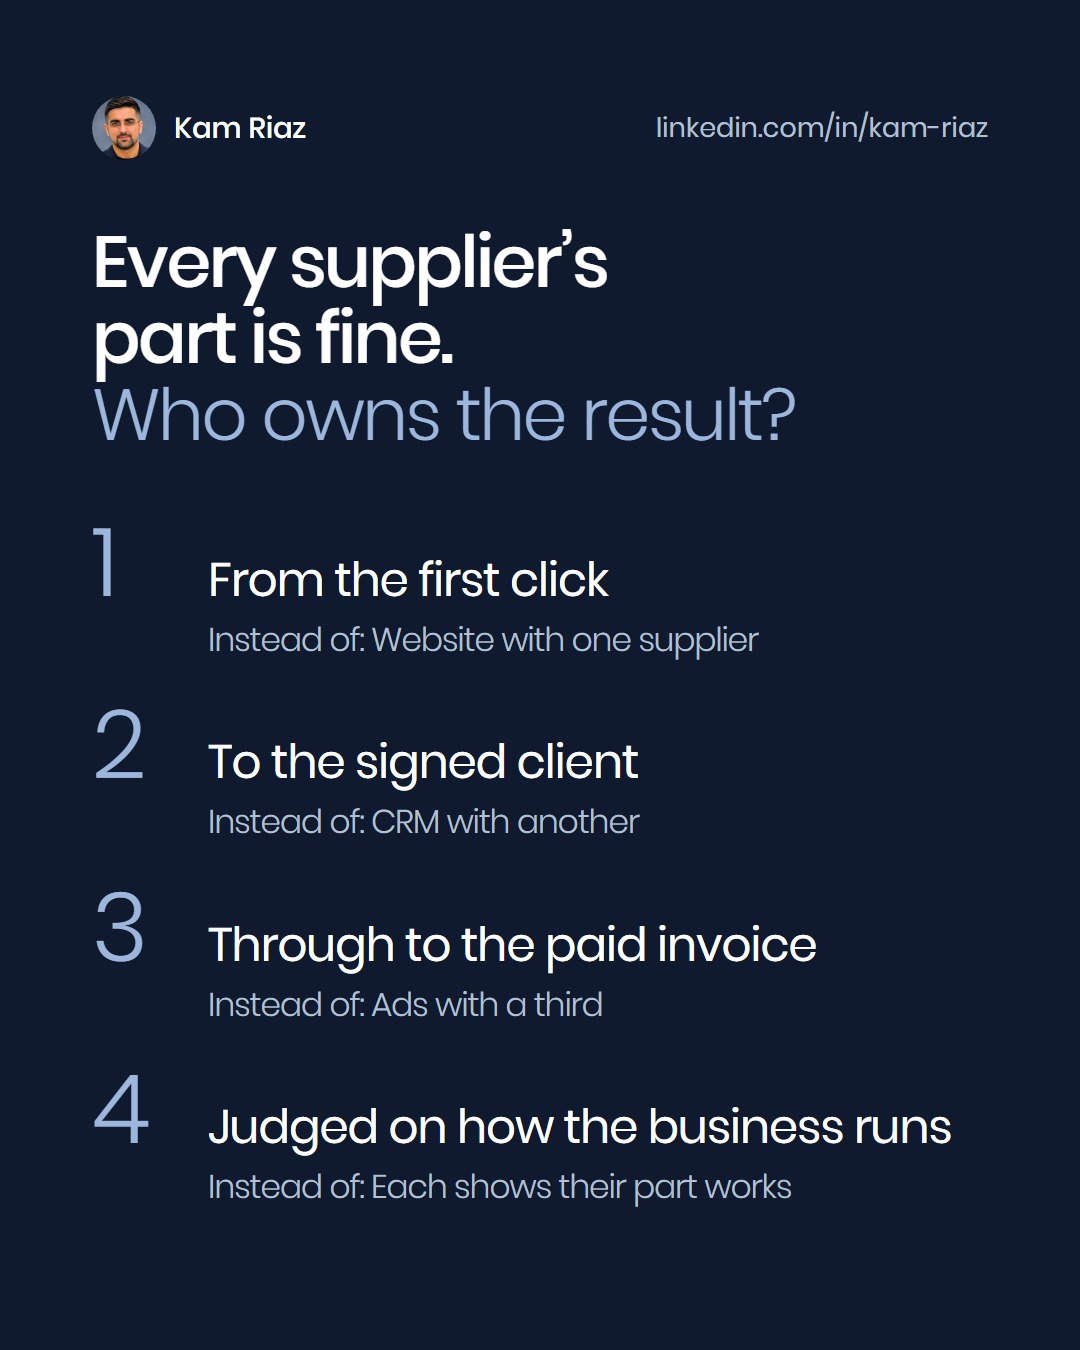 Kam Riaz
linkedin.com/in/kam-riaz
Every supplier’s
part is fine.
Who owns the result?
1
From the first click
Instead of: Website with one supplier
2
To the signed client
Instead of: CRM with another
3
Through to the paid invoice
Instead of: Ads with a third
4
Judged on how the business runs
Instead of: Each shows their part works